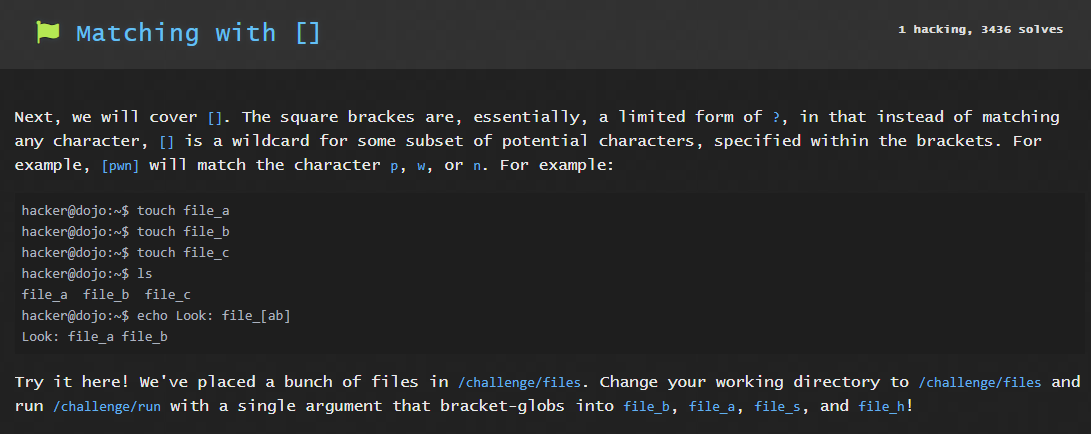 Matching with []
1 hacking, 3436 solves
Next, we will cover []. The square brackes are, essentially, a limited form of ?, in that instead of matching
any character, [] is a wildcard for some subset of potential characters, specified within the brackets. For
example, [pwn] will match the character p, w, or n. For example:
hacker@dojo:~$ touch file_a
hacker@dojo:~$ touch file_b
hacker@dojo:~$ touch file_c
hacker@dojo:~$ ls
file_a  file_b  file_c
hacker@dojo:~$ echo Look: file_[ab]
Look: file_a file_b
Try it here! We've placed a bunch of files in /challenge/files. Change your working directory to /challenge/files and
run /challenge/run with a single argument that bracket-globs into file_b, file_a, file_s, and file_h!